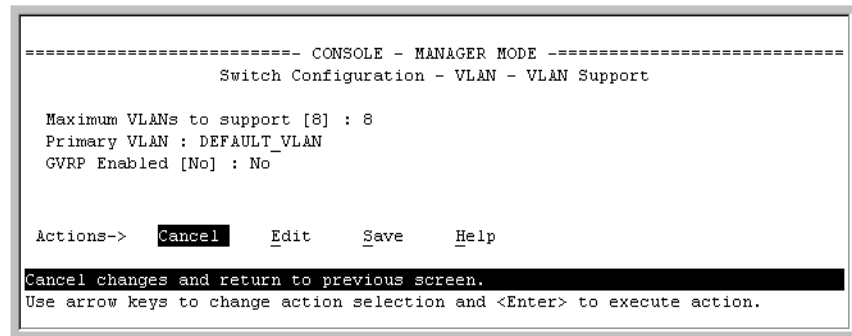 ===========================- CONSOLE - MANAGER MODE -============================
Switch Configuration - VLAN - VLAN Support
Maximum VLANs to support [8] : 8
Primary VLAN : DEFAULT_VLAN
GVRP Enabled [No] : No
Actions-> Cancel Edit Save Help
Cancel changes and return to previous screen.
Use arrow keys to change action selection and <Enter> to execute action.